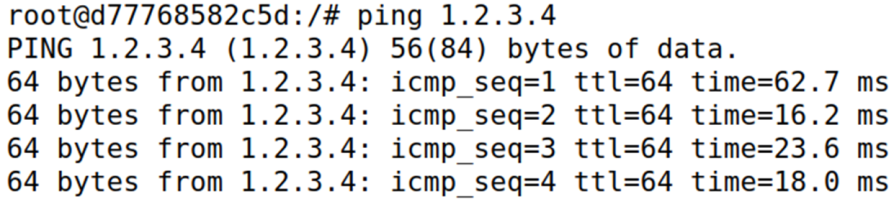 root@d77768582c5d:/# ping 1.2.3.4
PING 1.2.3.4 (1.2.3.4) 56(84) bytes of data.
64 bytes from 1.2.3.4: icmp_seq=1 ttl=64 time=62.7 ms
64 bytes from 1.2.3.4: icmp_seq=2 ttl=64 time=16.2 ms
64 bytes from 1.2.3.4: icmp_seq=3 ttl=64 time=23.6 ms
64 bytes from 1.2.3.4: icmp_seq=4 ttl=64 time=18.0 ms